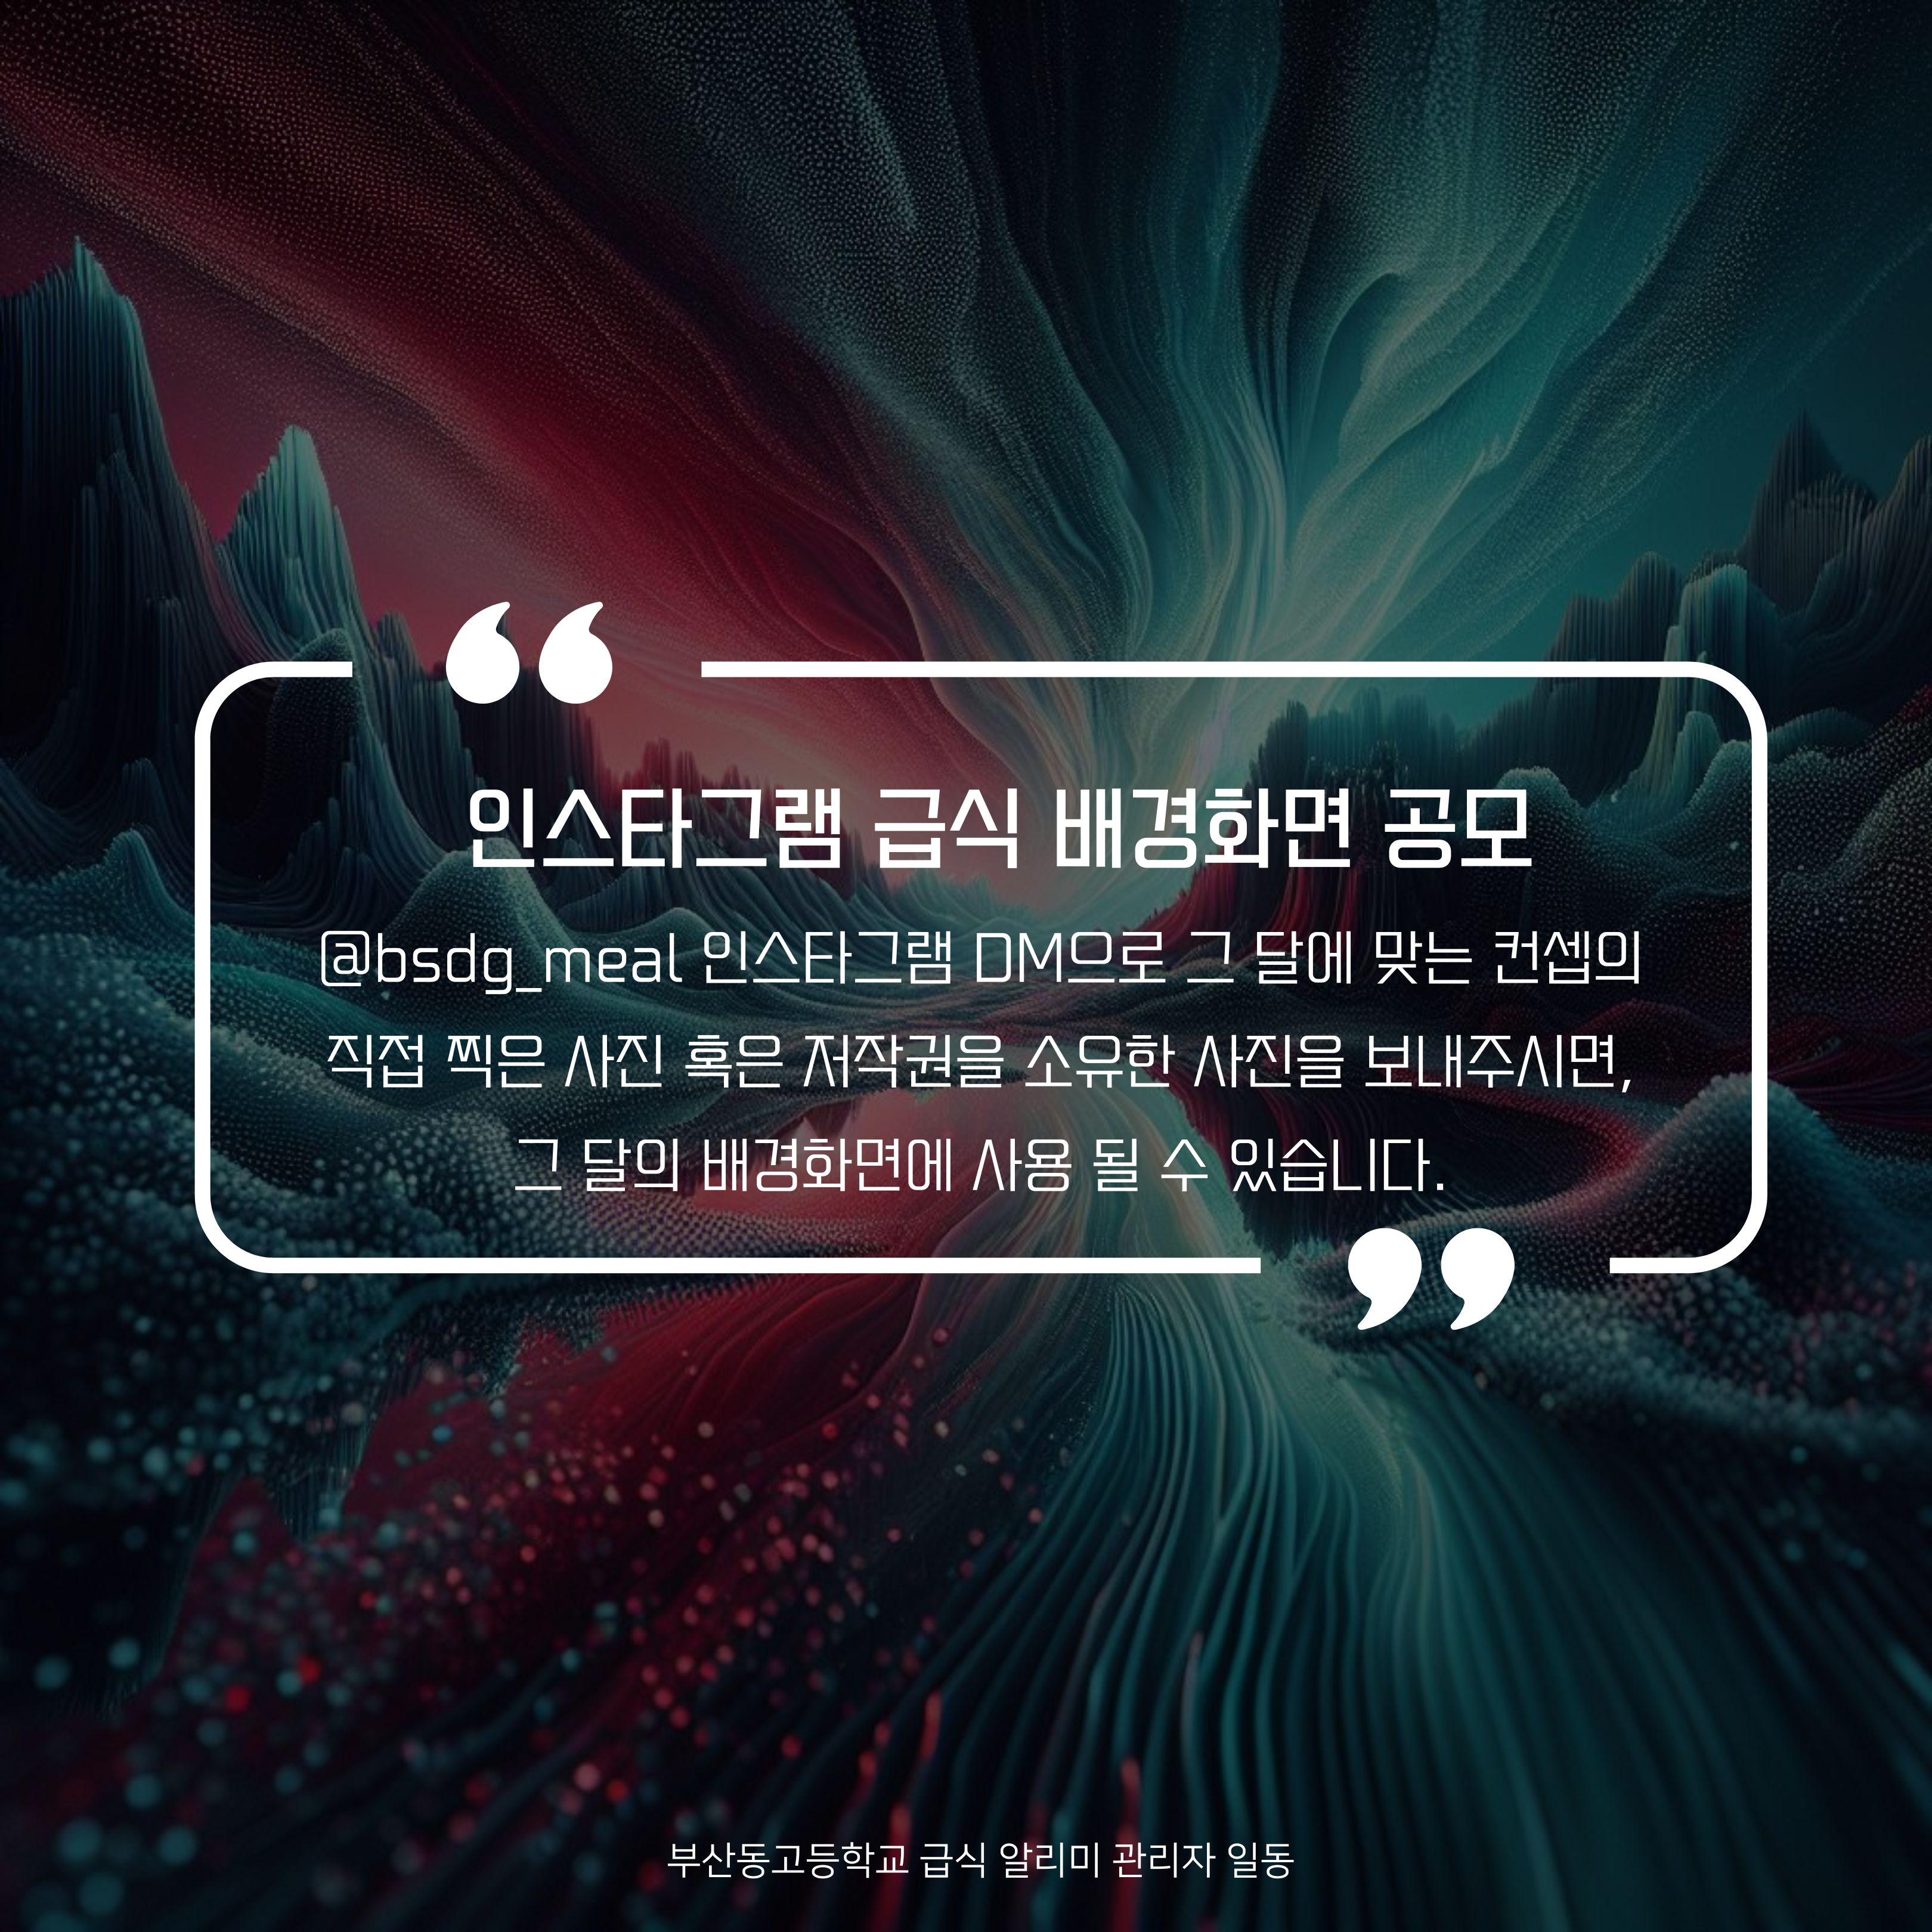 인스타그램 급식 배경화면 공모
@bsdg_meal 인스타그램 DM으로 그 달에 맞는 컨셉의
직접 찍은 사진 혹은 저작권을 소유한 사진을 보내주시면,
그 달의 배경화면에 사용 될 수 있습니다.
부산동고등학교 급식 알리미 관리자 일동